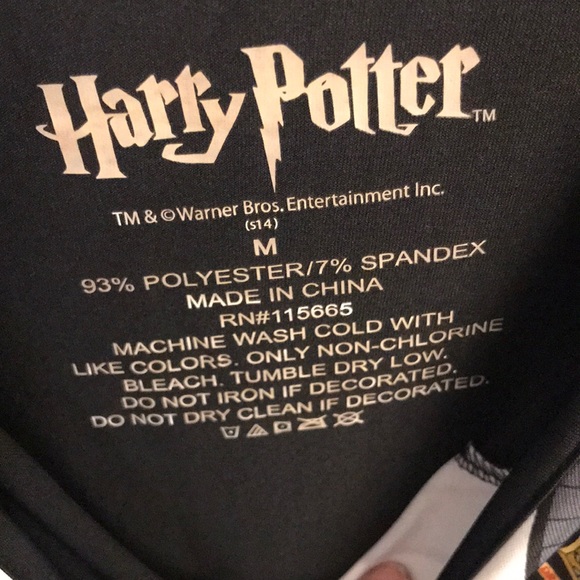 Harry Potter™
TM & ©Warner Bros. Entertainment Inc.
(S14)
M
93% POLYESTER/7% SPANDEX
MADE IN CHINA
RN#115665
MACHINE WASH COLD WITH
LIKE COLORS. ONLY NON-CHLORINE
BLEACH. TUMBLE DRY LOW.
DO NOT IRON IF DECORATED.
DO NOT DRY CLEAN IF DECORATED.